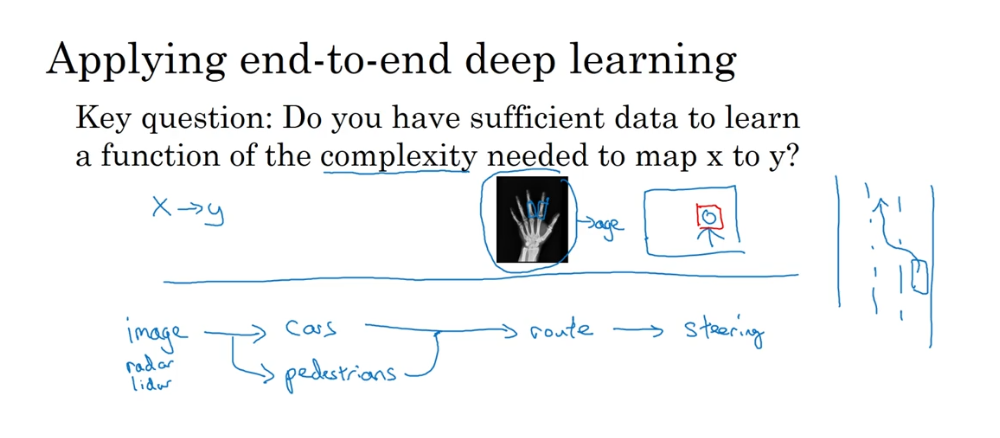 Applying end-to-end deep learning
Key question: Do you have sufficient data to learn
a function of the complexity needed to map x to y?
X → y
→ age
image → cars → route → steering
radar
lidar
pedestrians